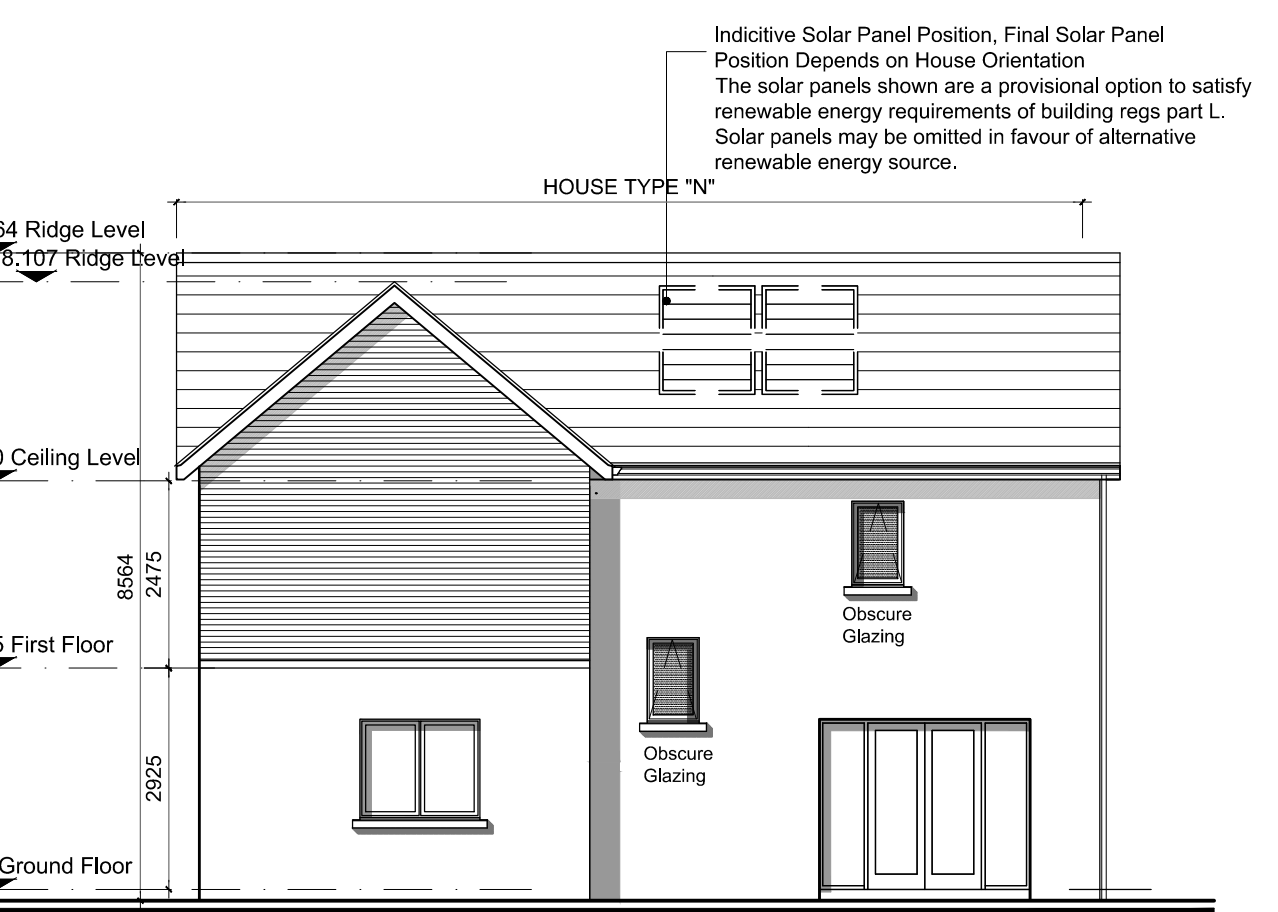 Indicitive Solar Panel Position, Final Solar Panel
Position Depends on House Orientation
The solar panels shown are a provisional option to satisfy
renewable energy requirements of building regs part L.
Solar panels may be omitted in favour of alternative
renewable energy source.
HOUSE TYPE "N"
64 Ridge Level
8.107 Ridge Level
0 Ceiling Level
8564
2475
Obscure
Glazing
5 First Floor
Obscure
Glazing
2925
Ground Floor